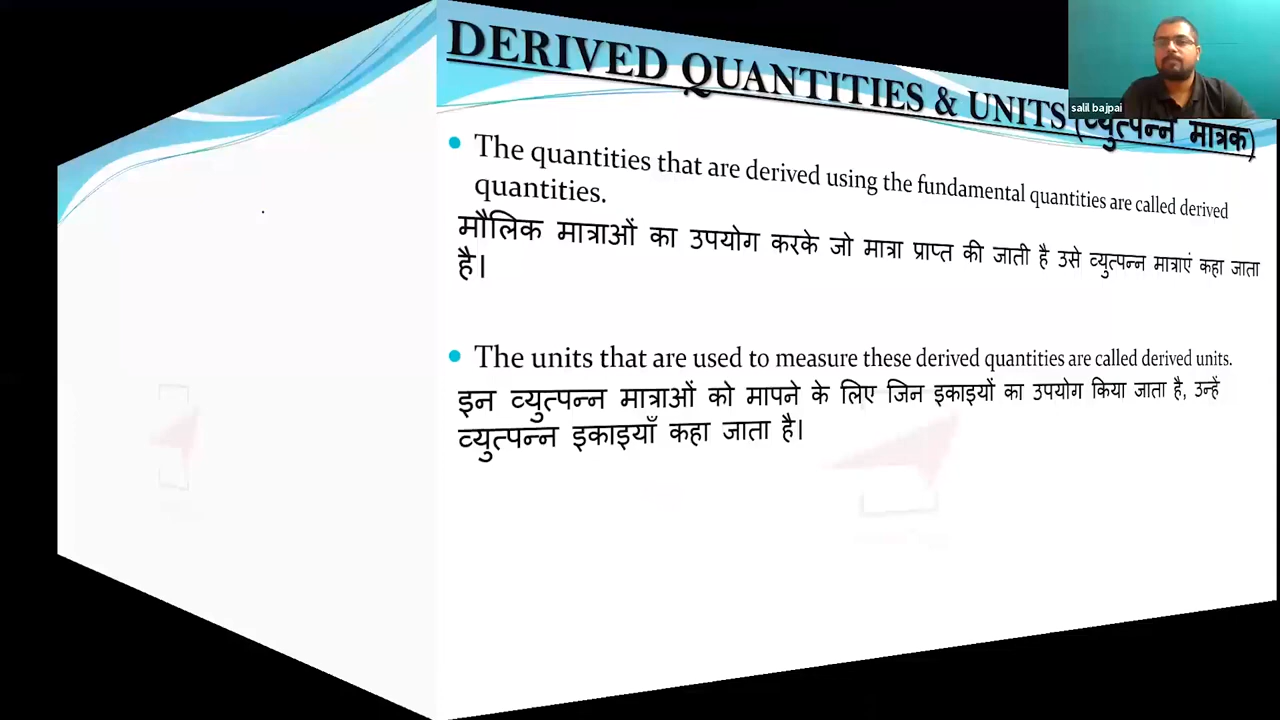 DERIVED QUANTITIES & UNITS (व्युत्पन्न मात्रक)
salil bajpai
The quantities that are derived using the fundamental quantities are called derived
quantities.
मौलिक मात्राओं का उपयोग करके जो मात्रा प्राप्त की जाती है उसे व्युत्पन्न मात्राएं कहा जाता
है।
The units that are used to measure these derived quantities are called derived units.
इन व्युत्पन्न मात्राओं को मापने के लिए जिन इकाइयों का उपयोग किया जाता है, उन्हें
व्युत्पन्न इकाइयाँ कहा जाता है।